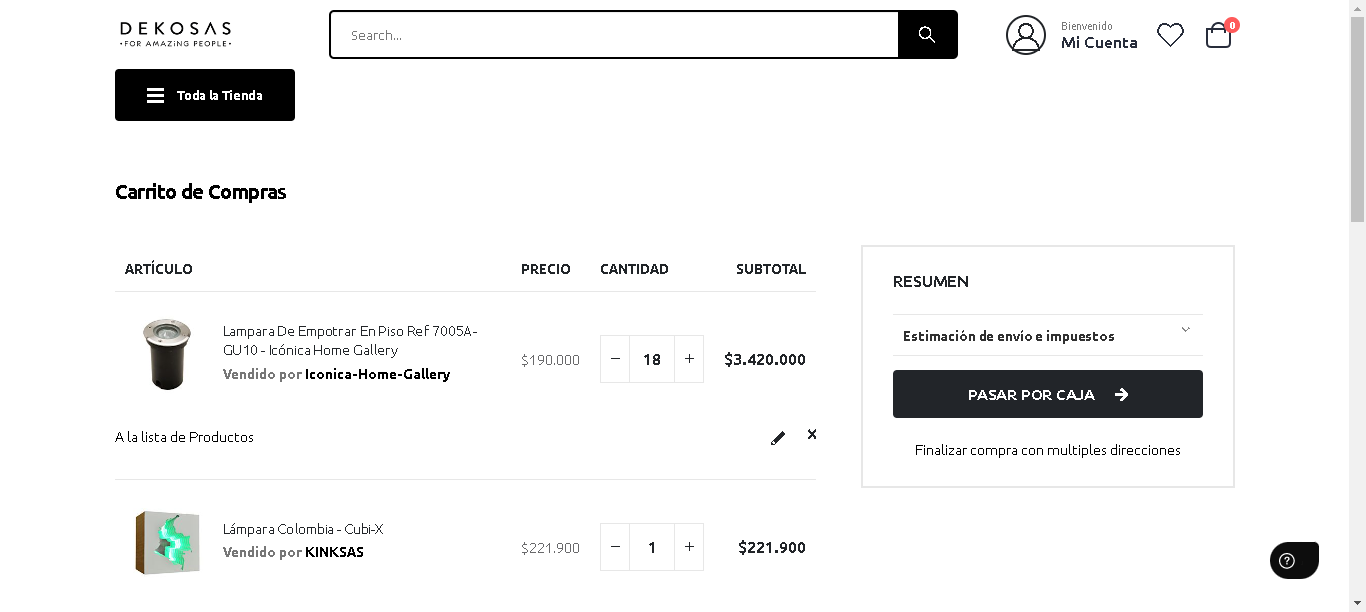 DEKOSAS
•FOR AMAZING PEOPLE•
Search...
Bienvenido
Mi Cuenta
0
Toda la Tienda
Carrito de Compras
ARTÍCULO PRECIO CANTIDAD SUBTOTAL
Lampara De Empotrar En Piso Ref 7005A-
GU10 - Icónica Home Gallery
Vendido por Iconica-Home-Gallery
$190.000 − 18 + $3.420.000
A la lista de Productos
Lámpara Colombia - Cubi-X
Vendido por KINKSAS
$221.900 − 1 + $221.900
RESUMEN
Estimación de envío e impuestos
PASAR POR CAJA
Finalizar compra con multiples direcciones